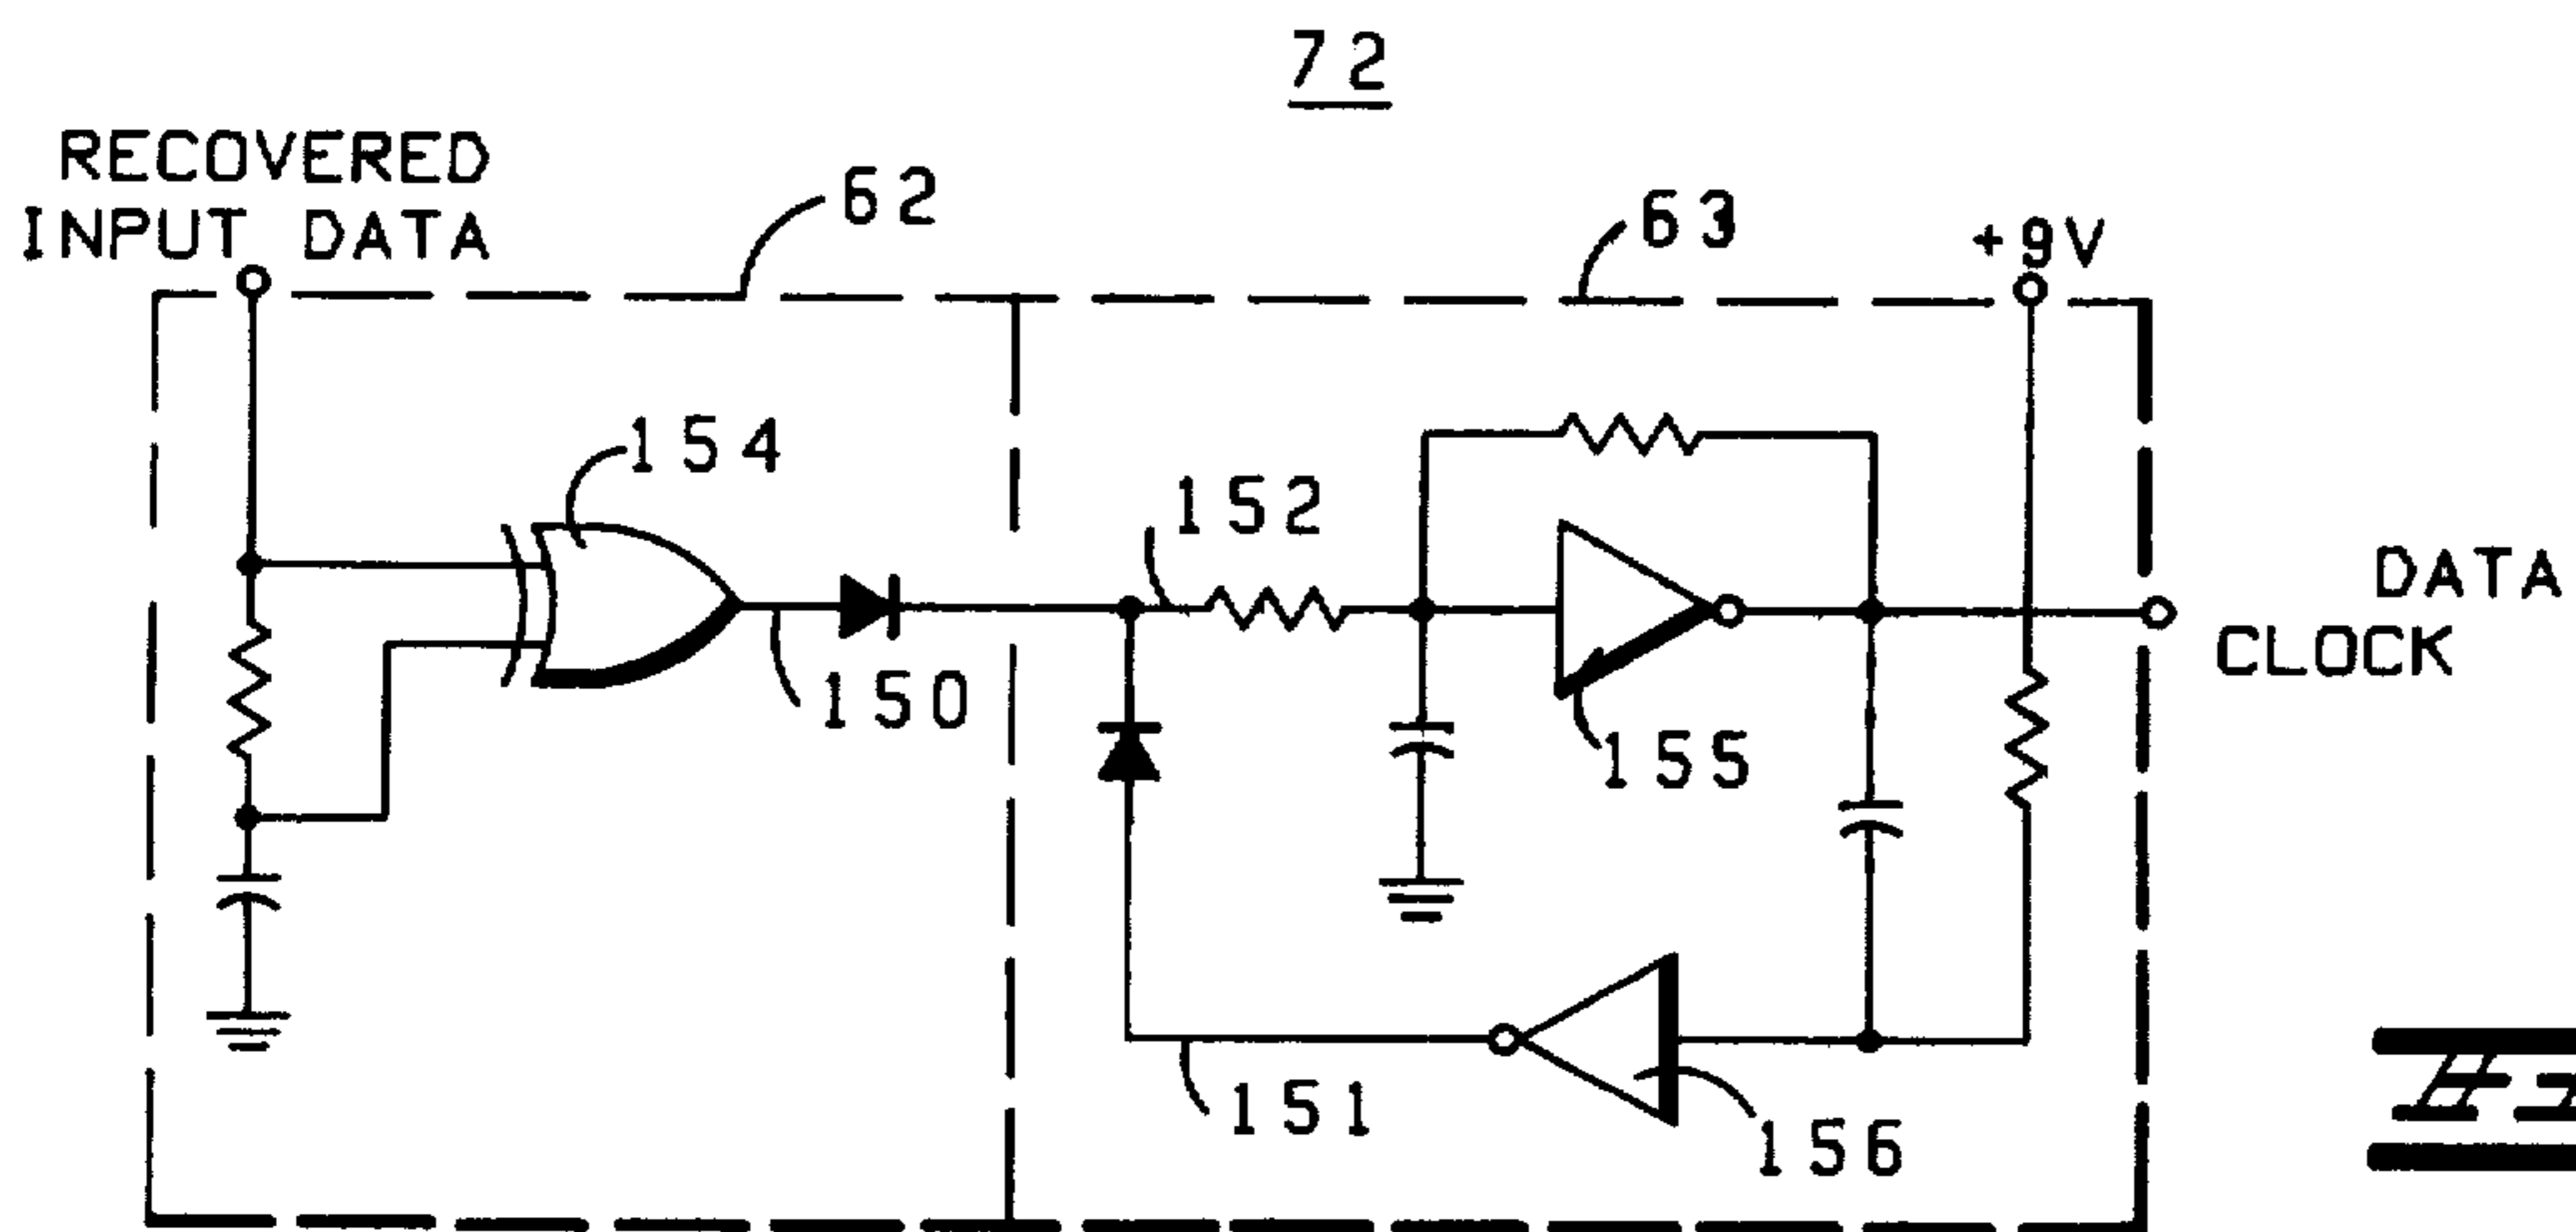 72
RECOVERED
INPUT DATA
62
63
+9V
154
152
DATA
CLOCK
150
155
151
156